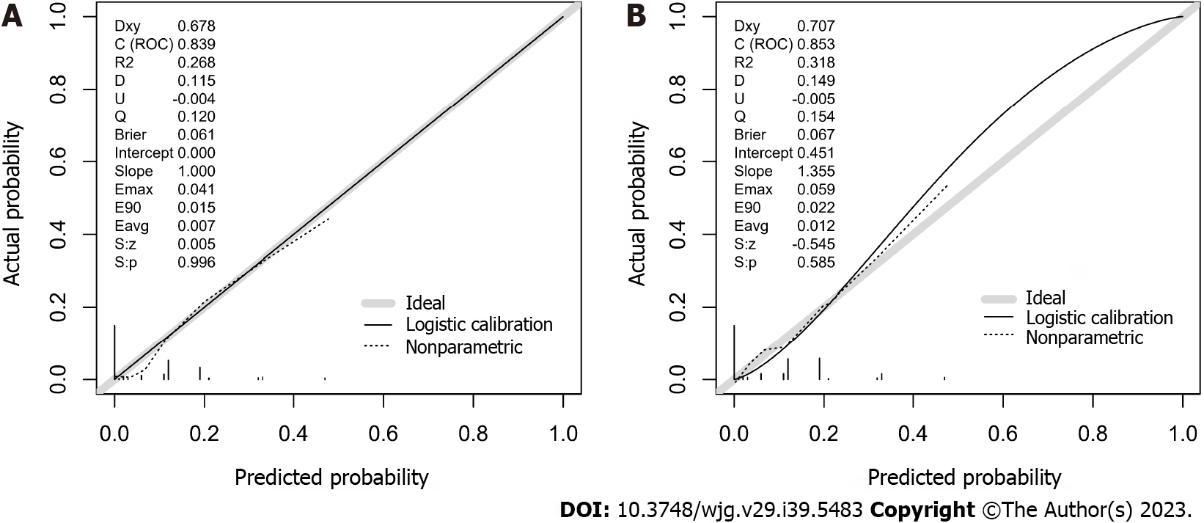 A
1.0
0.8
0.6
0.4
0.2
0.0
Actual probability
Dxy 0.678
C (ROC) 0.839
R2 0.268
D 0.115
U -0.004
Q 0.120
Brier 0.061
Intercept 0.000
Slope 1.000
Emax 0.041
E90 0.015
Eavg 0.007
S:z 0.005
S:p 0.996
Ideal
Logistic calibration
Nonparametric
0.0 0.2 0.4 0.6 0.8 1.0
Predicted probability
B
1.0
0.8
0.6
0.4
0.2
0.0
Actual probability
Dxy 0.707
C (ROC) 0.853
R2 0.318
D 0.149
U -0.005
Q 0.154
Brier 0.067
Intercept 0.451
Slope 1.355
Emax 0.059
E90 0.022
Eavg 0.012
S:z -0.545
S:p 0.585
Ideal
Logistic calibration
Nonparametric
0.0 0.2 0.4 0.6 0.8 1.0
Predicted probability
DOI: 10.3748/wjg.v29.i39.5483 Copyright ©The Author(s) 2023.